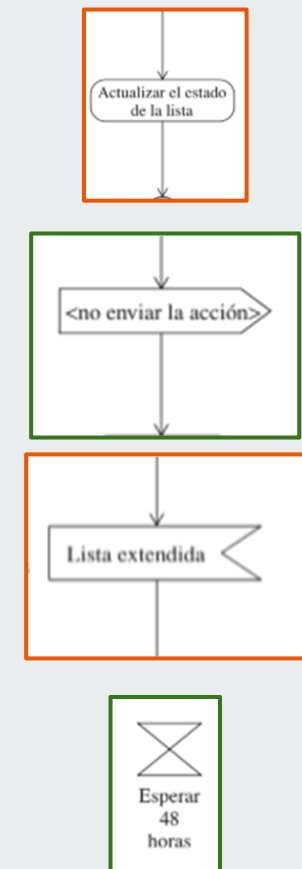 Actualizar el estado
de la lista
<no enviar la acción>
Lista extendida
Esperar
48
horas